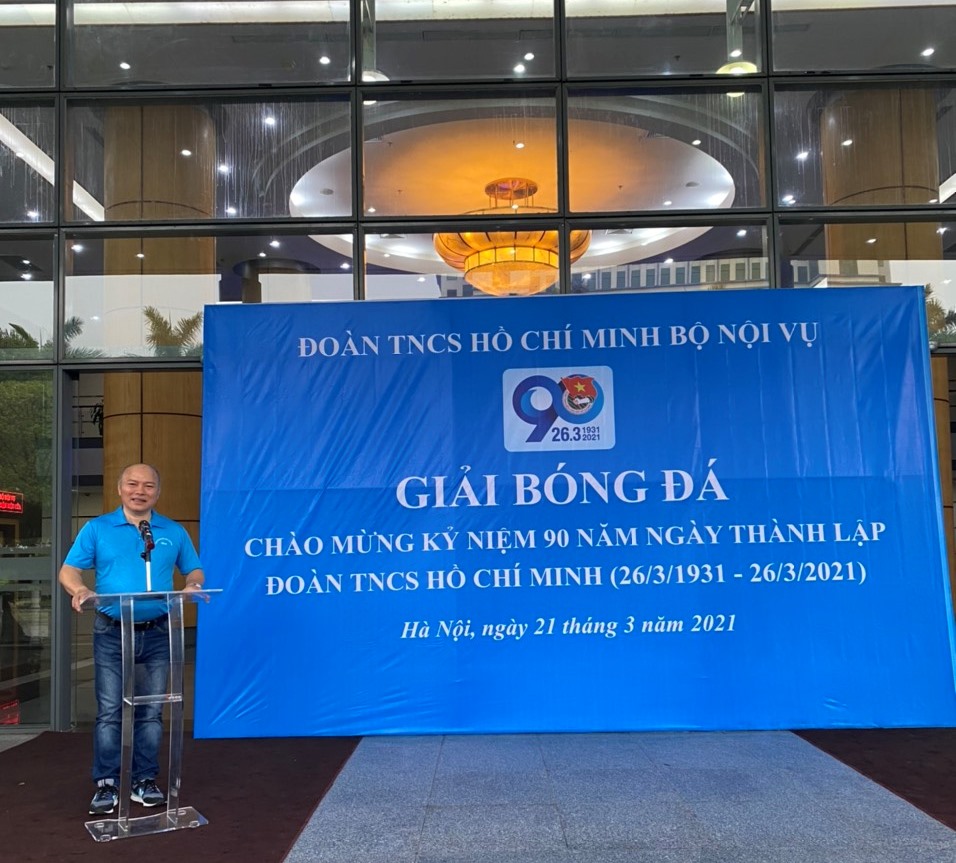 ĐOÀN TNCS HỒ CHÍ MINH BỘ NỘI VỤ
90
26.3 1931
2021
GIẢI BÓNG ĐÁ
CHÀO MỪNG KỶ NIỆM 90 NĂM NGÀY THÀNH LẬP
ĐOÀN TNCS HỒ CHÍ MINH (26/3/1931 - 26/3/2021)
Hà Nội, ngày 21 tháng 3 năm 2021